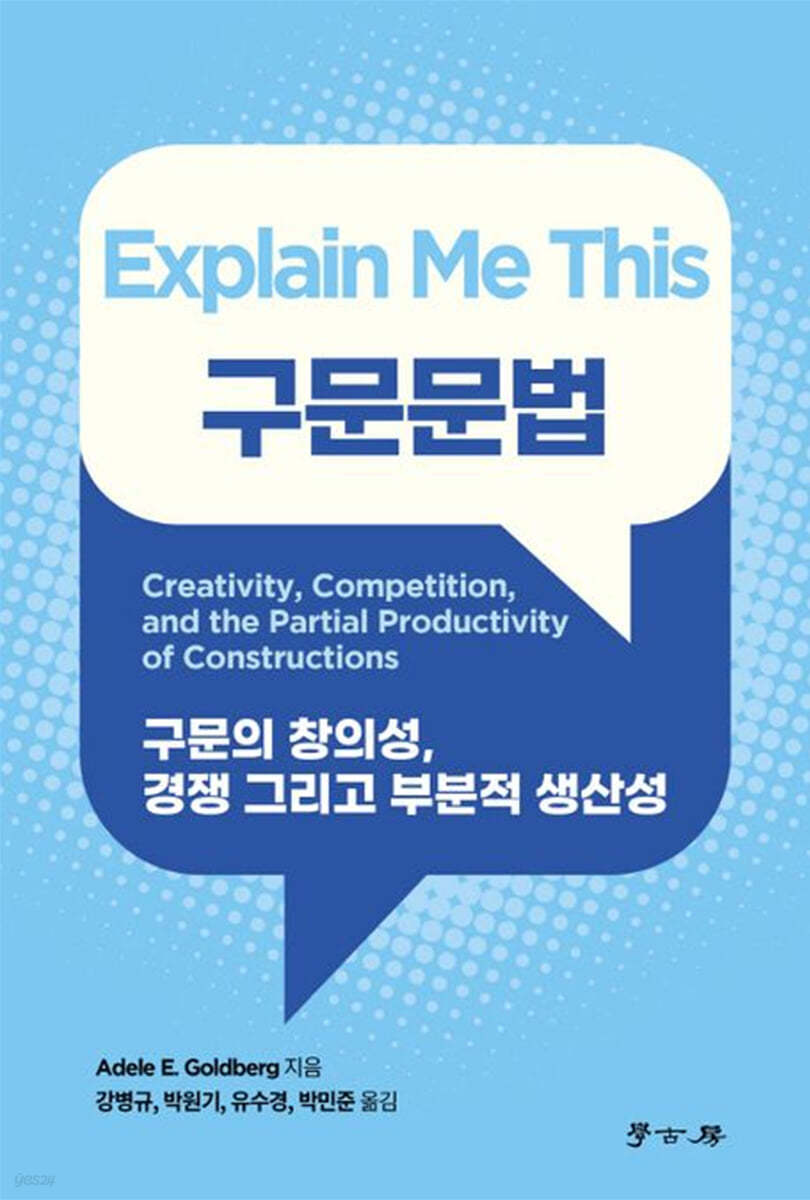 Explain Me This
구문문법
Creativity, Competition,
and the Partial Productivity
of Constructions
구문의 창의성,
경쟁 그리고 부분적 생산성
Adele E. Goldberg 지음
강병규, 박원기, 유수경, 박민준 옮김
學古房
yes24